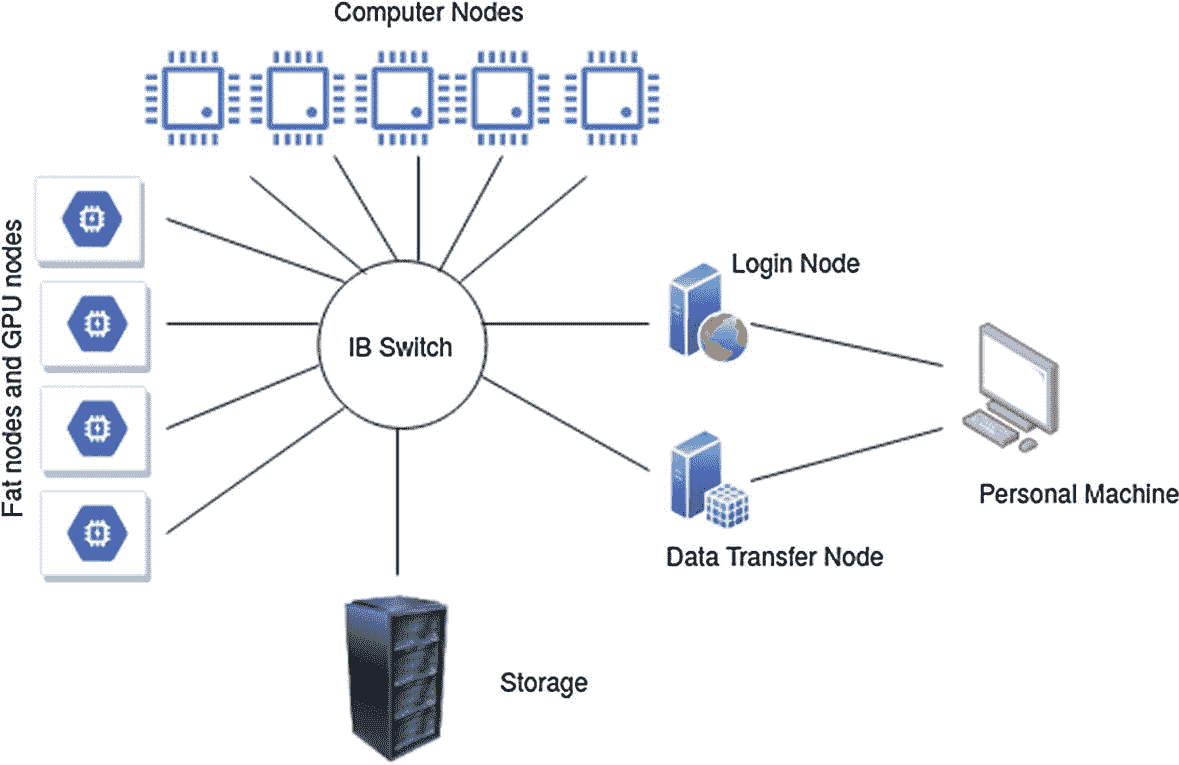 Computer Nodes
Fat nodes and GPU nodes
IB Switch
Login Node
Personal Machine
Data Transfer Node
Storage